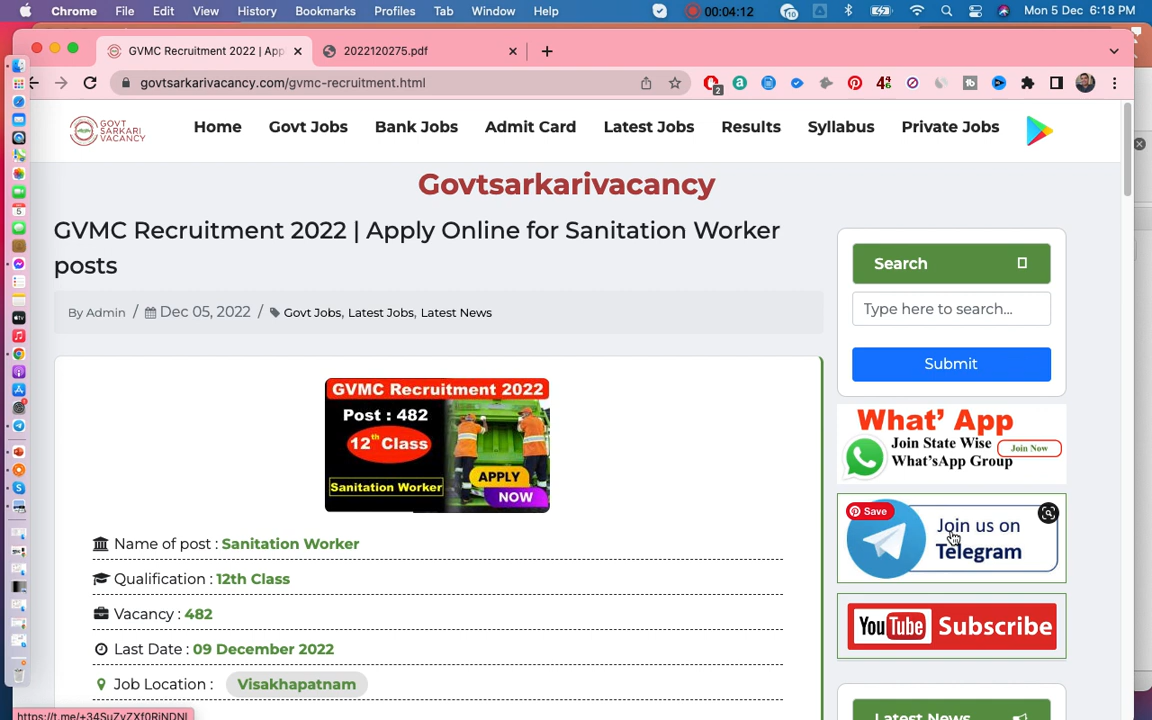 Chrome File Edit View History Bookmarks Profiles Tab Window Help 00:04:12 Mon 5 Dec 6:18 PM
GVMC Recruitment 2022 | App 2022120275.pdf
govtsarkarivacancy.com/gvmc-recruitment.html
GOVT
SARKARI
VACANCY
Home Govt Jobs Bank Jobs Admit Card Latest Jobs Results Syllabus Private Jobs
Govtsarkarivacancy
GVMC Recruitment 2022 | Apply Online for Sanitation Worker
posts
By Admin / Dec 05, 2022 / Govt Jobs, Latest Jobs, Latest News
GVMC Recruitment 2022
Post : 482
12th Class
Sanitation Worker
APPLY
NOW
Name of post : Sanitation Worker
Qualification : 12th Class
Vacancy : 482
Last Date : 09 December 2022
Job Location : Visakhapatnam
Search
Type here to search...
Submit
What' App
Join State Wise
What'sApp Group
Join Now
Save
Join us on
Telegram
YouTube Subscribe
Latest News